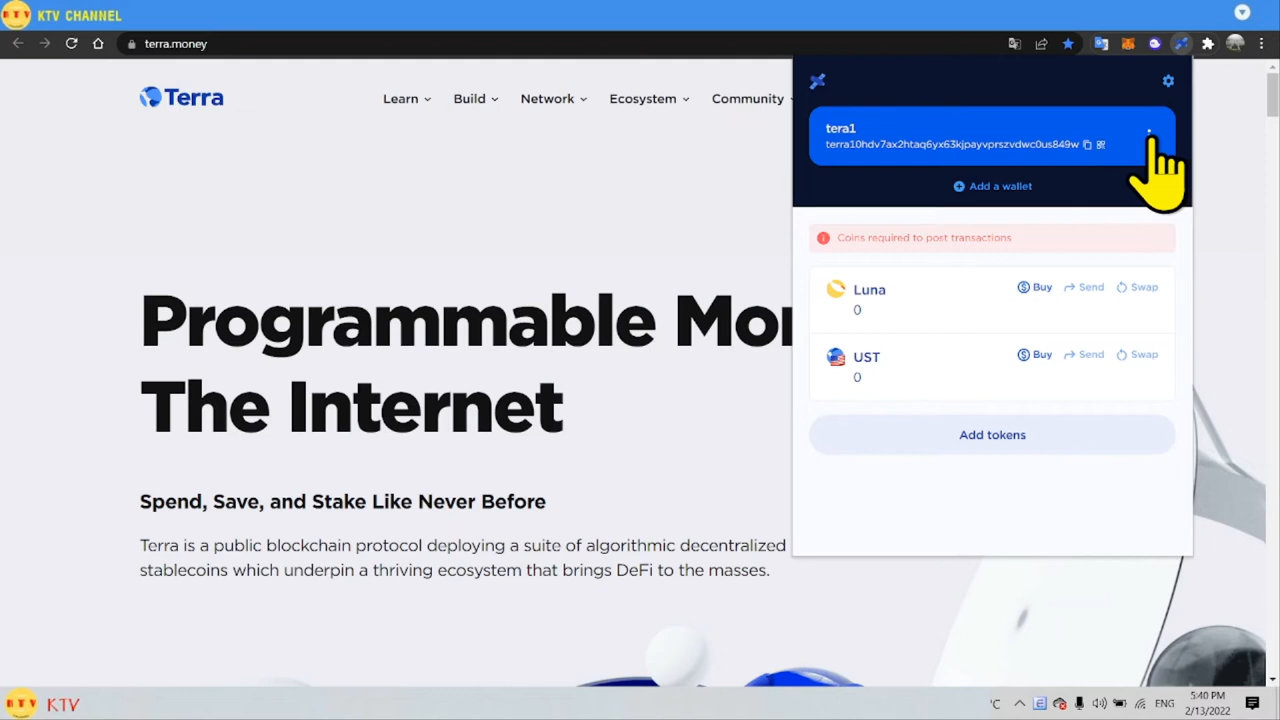 KTV CHANNEL
terra.money
Terra
Learn
Build
Network
Ecosystem
Community
tera1
terra10hdv7ax2htaq6yx63kjpayvprszvdwc0us849w
Add a wallet
Coins required to post transactions
Luna
Buy
Send
Swap
0
UST
Buy
Send
Swap
0
Add tokens
Programmable Mo
The Internet
Spend, Save, and Stake Like Never Before
Terra is a public blockchain protocol deploying a suite of algorithmic decentralized
stablecoins which underpin a thriving ecosystem that brings DeFi to the masses.
KTV KTV
°C
ENG
5:40 PM
2/13/2022